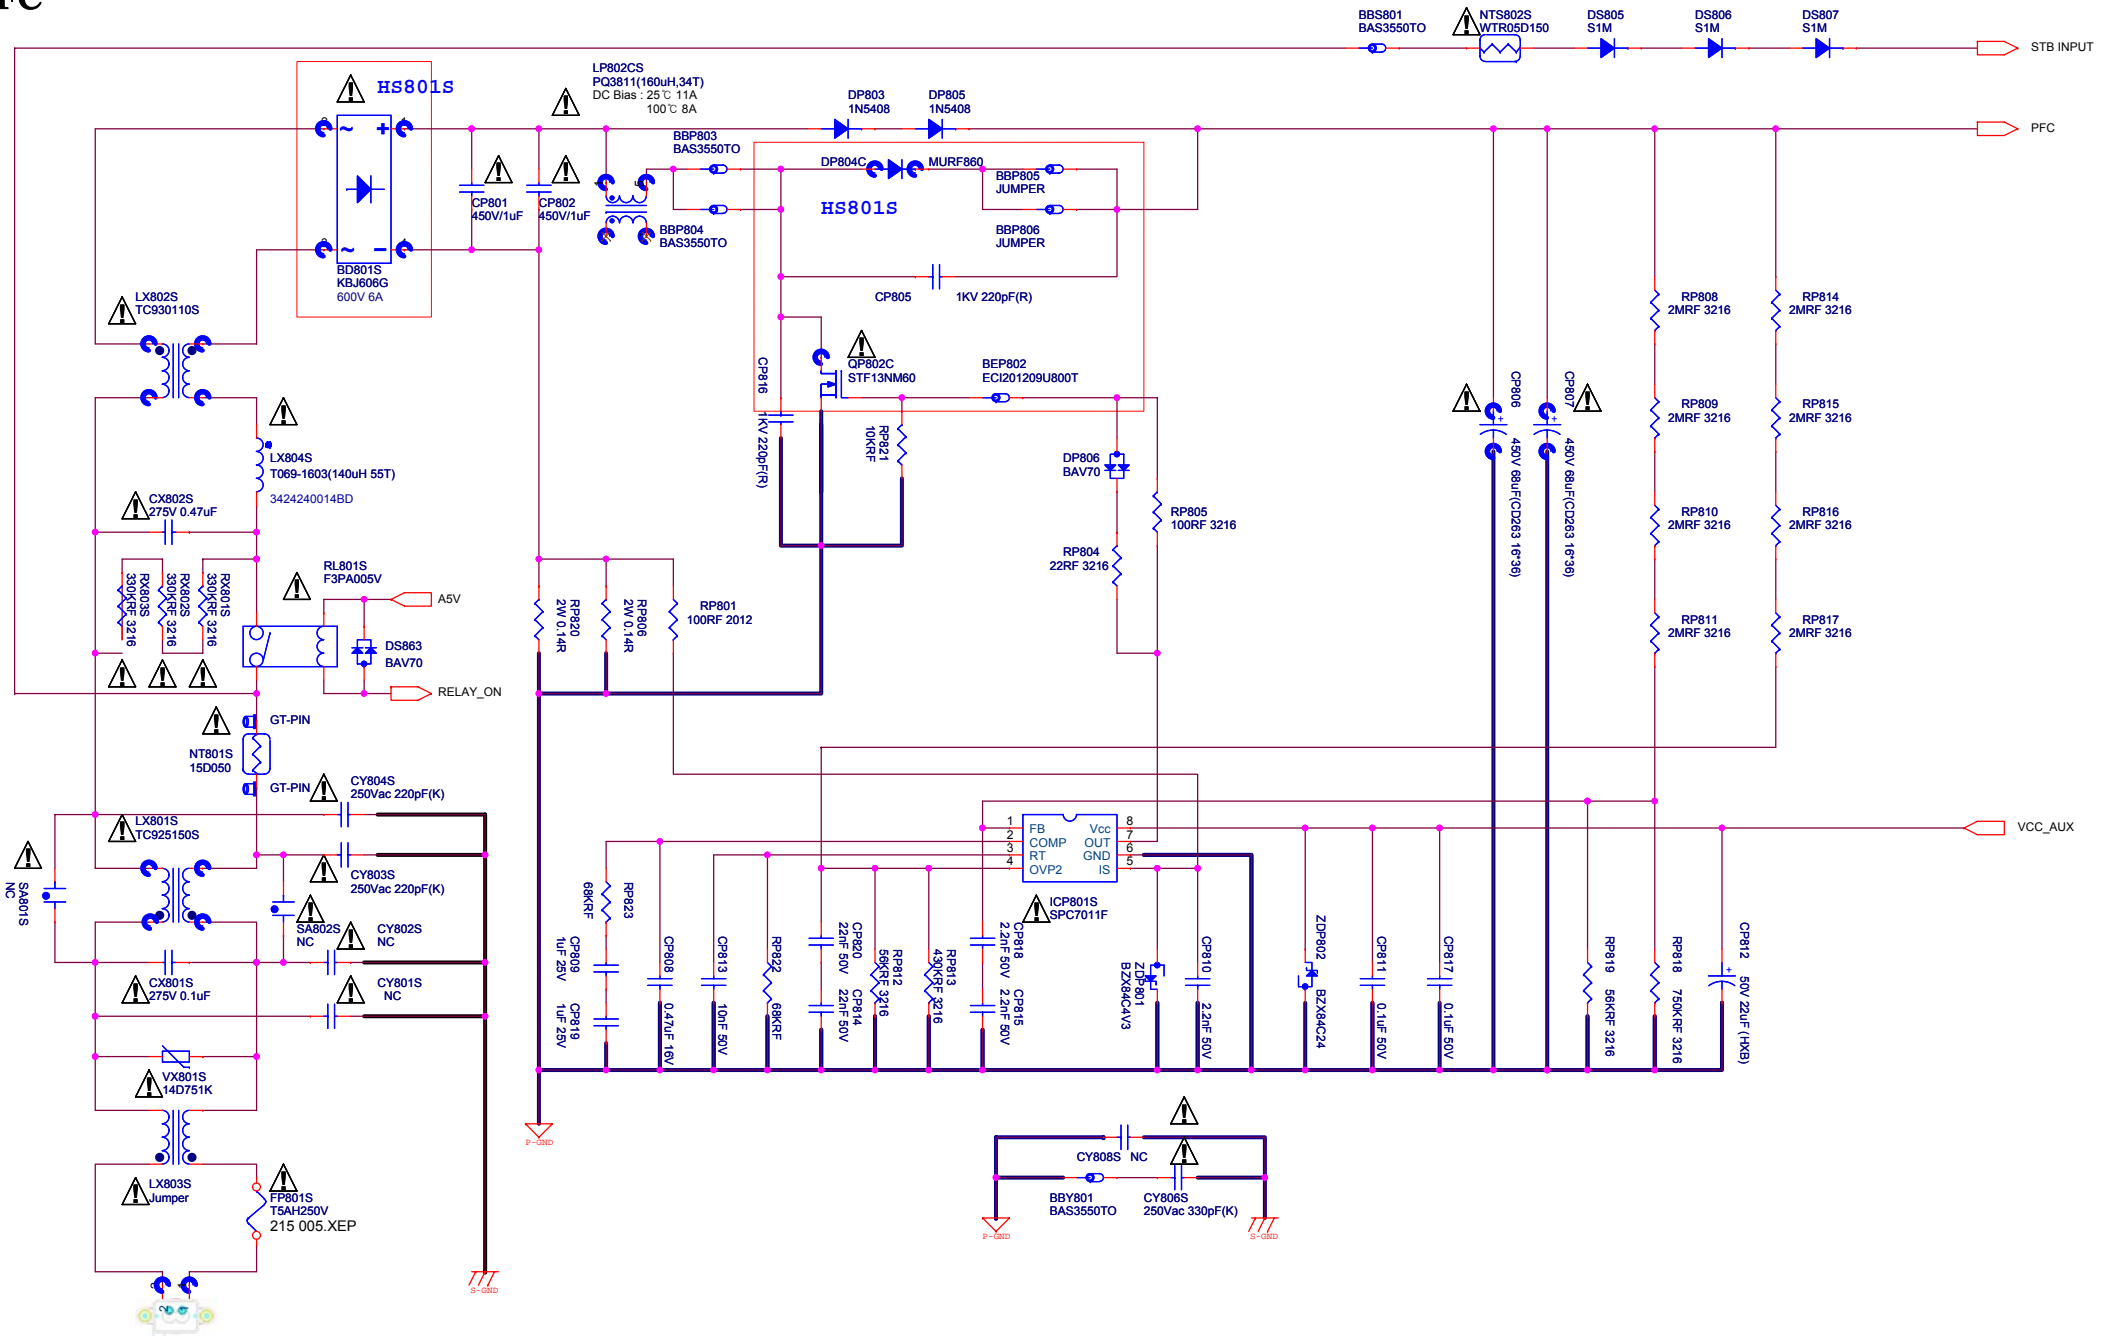 BBS801
BAS3550TO
NTS802S
WTR05D150
DS805
S1M
DS806
S1M
DS807
S1M
STB INPUT
HS801S
LP802CS
PQ3811(160uH,34T)
DC Bias : 25℃ 11A
100℃ 8A
DP803
1N5408
DP805
1N5408
PFC
BBP803
BAS3550TO
DP804C
MURF860
BBP805
JUMPER
CP801
450V/1uF
CP802
450V/1uF
HS801S
BBP804
BAS3550TO
BBP806
JUMPER
BD801S
KBJ606G
600V 6A
CP805
1KV 220pF(R)
LX802S
TC930110S
RP808
2MRF 3216
RP814
2MRF 3216
CP816
1KV 220pF(R)
QP802C
STF13NM60
BEP802
ECI201209U800T
CP806
450V 68uF(CD263 16*36)
CP807
450V 68uF(CD263 16*36)
RP809
2MRF 3216
RP815
2MRF 3216
RP821
10KRF
LX804S
T069-1603(140uH 55T)
3424240014BD
DP806
BAV70
CX802S
275V 0.47uF
RP805
100RF 3216
RP810
2MRF 3216
RP816
2MRF 3216
RP804
22RF 3216
RL801S
F3PA005V
A5V
RX803S
330KRF 3216
RX802S
330KRF 3216
RX801S
330KRF 3216
RP820
2W 0.14R
RP806
2W 0.14R
RP801
100RF 2012
RP811
2MRF 3216
RP817
2MRF 3216
DS863
BAV70
RELAY_ON
GT-PIN
NT801S
15D050
GT-PIN
CY804S
250Vac 220pF(K)
LX801S
TC925150S
1 FB
2 COMP
3 RT
4 OVP2
Vcc 8
OUT 7
GND 6
IS 5
VCC_AUX
CY803S
250Vac 220pF(K)
SA801S
NC
ICP801S
SPC7011F
RP823
68KRF
SA802S
NC
CY802S
NC
CX801S
275V 0.1uF
CY801S
NC
CP809
1uF 25V
CP819
1uF 25V
CP808
0.47uF 16V
CP813
10nF 50V
RP822
68KRF
CP820
22nF 50V
CP814
22nF 50V
RP812
56KRF 3216
RP813
430KRF 3216
CP818
2.2nF 50V
CP815
2.2nF 50V
ZDP801
BZX84C4V3
CP810
2.2nF 50V
ZDP802
BZX84C24
CP811
0.1uF 50V
CP817
0.1uF 50V
RP819
56KRF 3216
RP818
750KRF 3216
CP812
50V 22uF (HXB)
VX801S
14D751K
P-GND
CY808S
NC
LX803S
Jumper
FP801S
T5AH250V
215 005.XEP
BBY801
BAS3550TO
CY806S
250Vac 330pF(K)
P-GND
S-GND
S-GND